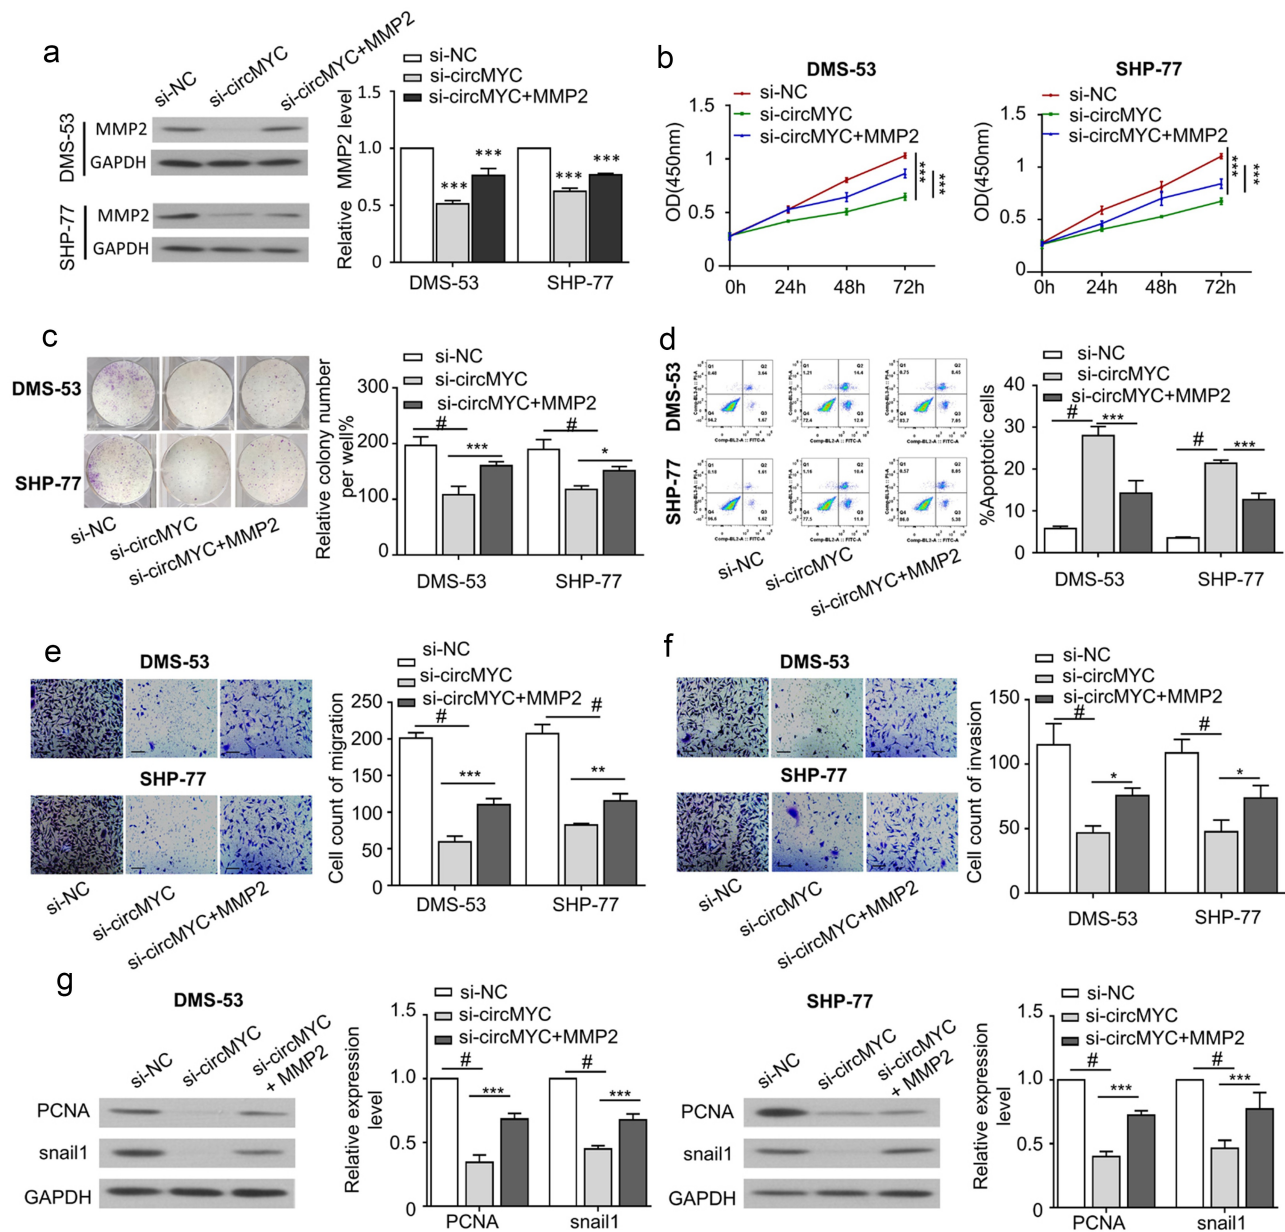 a
si-NC
si-circMYC
si-circMYC+MMP2
DMS-53
MMP2
GAPDH
SHP-77
MMP2
GAPDH
si-NC
si-circMYC
si-circMYC+MMP2
Relative MMP2 level
1.5
1.0
0.5
0
***
***
***
***
DMS-53
SHP-77
b
DMS-53
si-NC
si-circMYC
si-circMYC+MMP2
OD(450nm)
1.5
1
0.5
0
***
***
0h
24h
48h
72h
SHP-77
si-NC
si-circMYC
si-circMYC+MMP2
OD(450nm)
1.5
1.0
0.5
0
***
***
0h
24h
48h
72h
c
DMS-53
SHP-77
si-NC
si-circMYC
si-circMYC+MMP2
si-NC
si-circMYC
si-circMYC+MMP2
Relative colony number
per well%
300
200
100
0
#
***
#
*
DMS-53
SHP-77
d
DMS-53
SHP-77
Q1
Q2
Q4
Q3
Comp-BL3-A :: FITC-A
si-NC
si-circMYC
si-circMYC+MMP2
si-NC
si-circMYC
si-circMYC+MMP2
%Apoptotic cells
40
30
20
10
0
#
***
#
***
DMS-53
SHP-77
e
DMS-53
SHP-77
si-NC
si-circMYC
si-circMYC+MMP2
si-NC
si-circMYC
si-circMYC+MMP2
Cell count of migration
250
200
150
100
50
0
#
***
#
**
DMS-53
SHP-77
f
DMS-53
SHP-77
si-NC
si-circMYC
si-circMYC+MMP2
si-NC
si-circMYC
si-circMYC+MMP2
Cell count of invasion
150
100
50
0
#
*
#
*
DMS-53
SHP-77
g
DMS-53
si-NC
si-circMYC
si-circMYC
+ MMP2
PCNA
snail1
GAPDH
si-NC
si-circMYC
si-circMYC+MMP2
Relative expression
level
1.5
1.0
0.5
0
#
***
#
***
PCNA
snail1
SHP-77
si-NC
si-circMYC
si-circMYC
+ MMP2
PCNA
snail1
GAPDH
si-NC
si-circMYC
si-circMYC+MMP2
Relative expression
level
1.5
1.0
0.5
0
#
***
#
***
PCNA
snail1